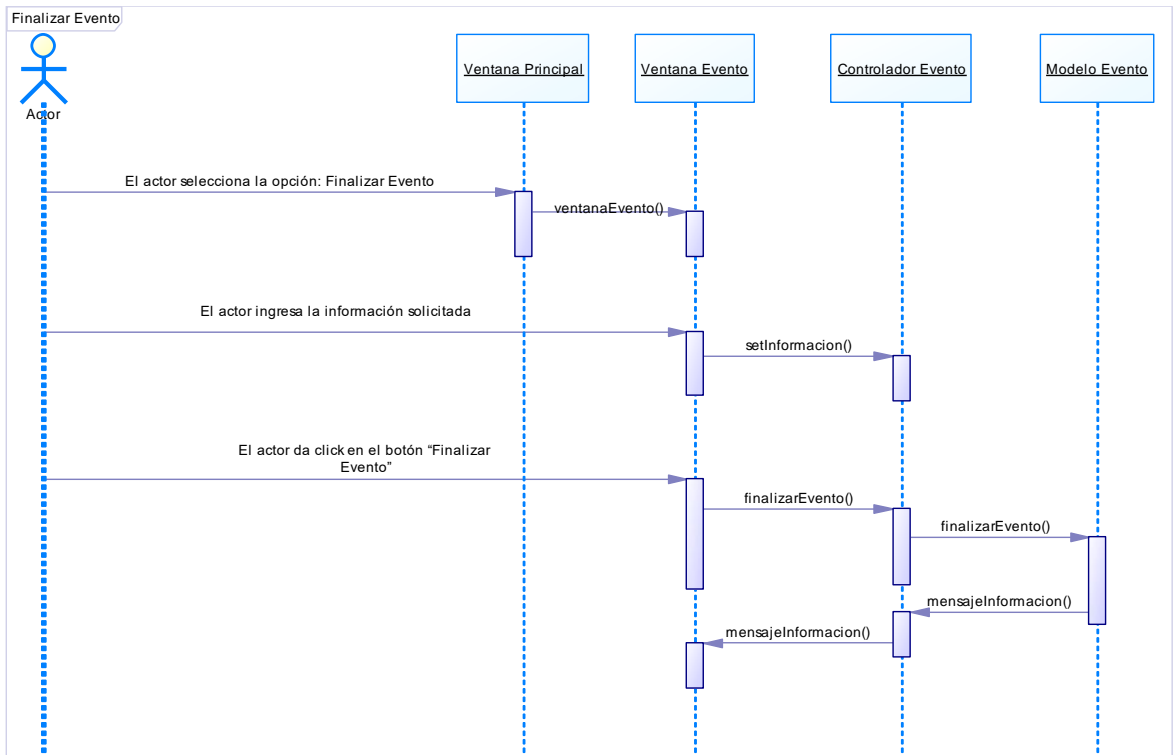 Finalizar Evento
Actor
Ventana Principal
Ventana Evento
Controlador Evento
Modelo Evento
El actor selecciona la opción: Finalizar Evento
ventanaEvento()
El actor ingresa la información solicitada
setInformacion()
El actor da click en el botón “Finalizar
Evento”
finalizarEvento()
finalizarEvento()
mensajeInformacion()
mensajeInformacion()